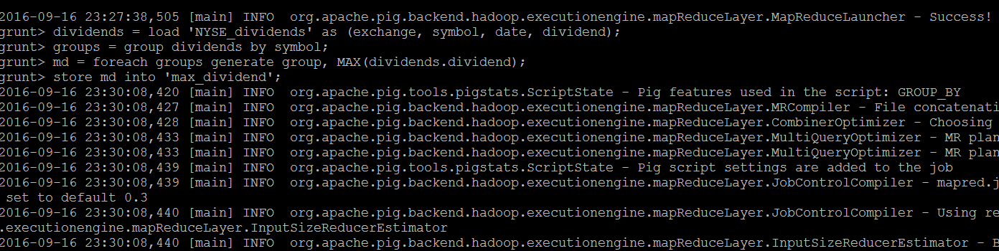 2016-09-16 23:27:38,505 [main] INFO  org.apache.pig.backend.hadoop.executionengine.mapReduceLayer.MapReduceLauncher - Success!
grunt> dividends = load 'NYSE_dividends' as (exchange, symbol, date, dividend);
grunt> groups = group dividends by symbol;
grunt> md = foreach groups generate group, MAX(dividends.dividend);
grunt> store md into 'max_dividend';
2016-09-16 23:30:08,420 [main] INFO  org.apache.pig.tools.pigstats.ScriptState - Pig features used in the script: GROUP_BY
2016-09-16 23:30:08,427 [main] INFO  org.apache.pig.backend.hadoop.executionengine.mapReduceLayer.MRCompiler - File concatenati
2016-09-16 23:30:08,428 [main] INFO  org.apache.pig.backend.hadoop.executionengine.mapReduceLayer.CombinerOptimizer - Choosing
2016-09-16 23:30:08,433 [main] INFO  org.apache.pig.backend.hadoop.executionengine.mapReduceLayer.MultiQueryOptimizer - MR plan
2016-09-16 23:30:08,433 [main] INFO  org.apache.pig.backend.hadoop.executionengine.mapReduceLayer.MultiQueryOptimizer - MR plan
2016-09-16 23:30:08,439 [main] INFO  org.apache.pig.tools.pigstats.ScriptState - Pig script settings are added to the job
2016-09-16 23:30:08,439 [main] INFO  org.apache.pig.backend.hadoop.executionengine.mapReduceLayer.JobControlCompiler - mapred.j
set to default 0.3
2016-09-16 23:30:08,440 [main] INFO  org.apache.pig.backend.hadoop.executionengine.mapReduceLayer.JobControlCompiler - Using re
.executionengine.mapReduceLayer.InputSizeReducerEstimator
2016-09-16 23:30:08,440 [main] INFO  org.apache.pig.backend.hadoop.executionengine.mapReduceLayer.InputSizeReducerEstimator -